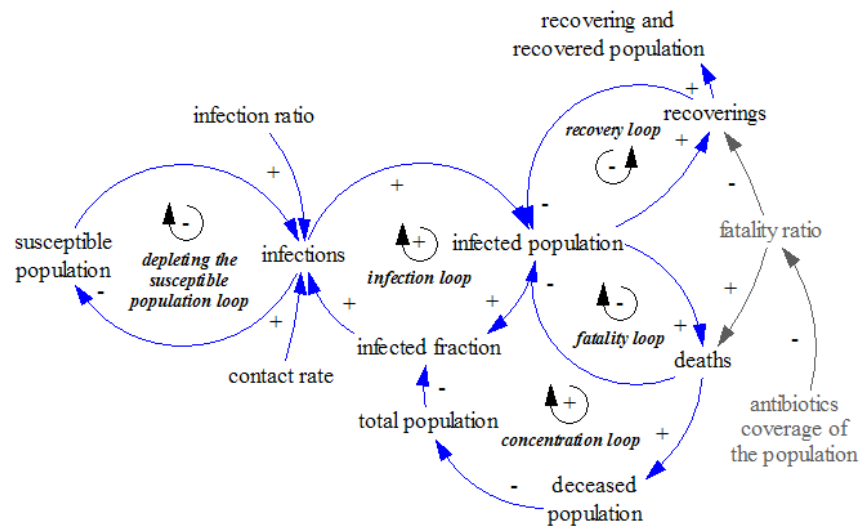 recovering and
recovered population
+
recoverings
infection ratio
recovery loop
-
+
+
+
-
-
-
susceptible
population
-
depleting the
susceptible
population loop
infections
+
infection loop
infected population
fatality ratio
-
+
+
+
-
-
fatality loop
+
+
-
infected fraction
deaths
contact rate
-
total population
+
concentration loop
+
antibiotics
coverage of
the population
-
deceased
population